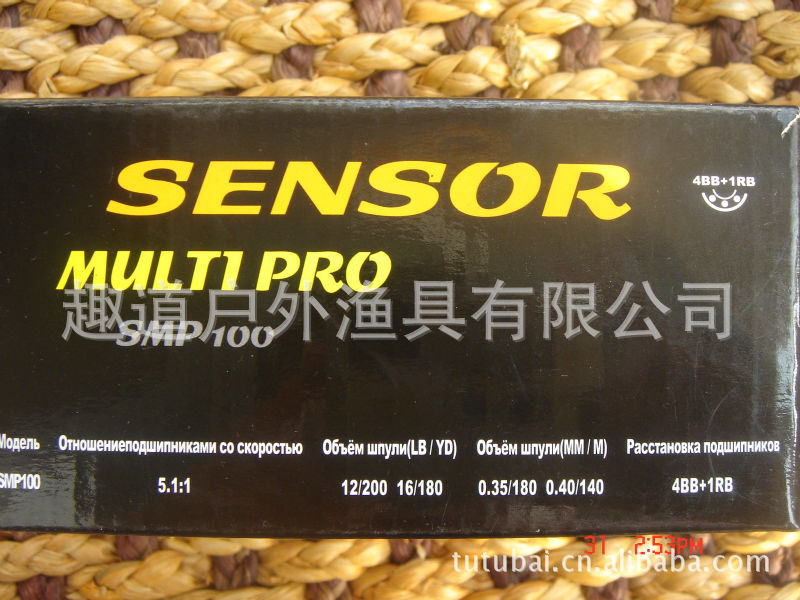 SENSOR
4BB+1RB
MULTI PRO
趣道户外渔具有限公司
SMP100
Модель Отношениеподшипниками со скоростью Объём шпули(LB / YD) Объём шпули(MM / M) Расстановка подшипников
SMP100 5.1:1 12/200 16/180 0.35/180 0.40/140 4BB+1RB
31 2:53PM
tutubai.cn.alibaba.com